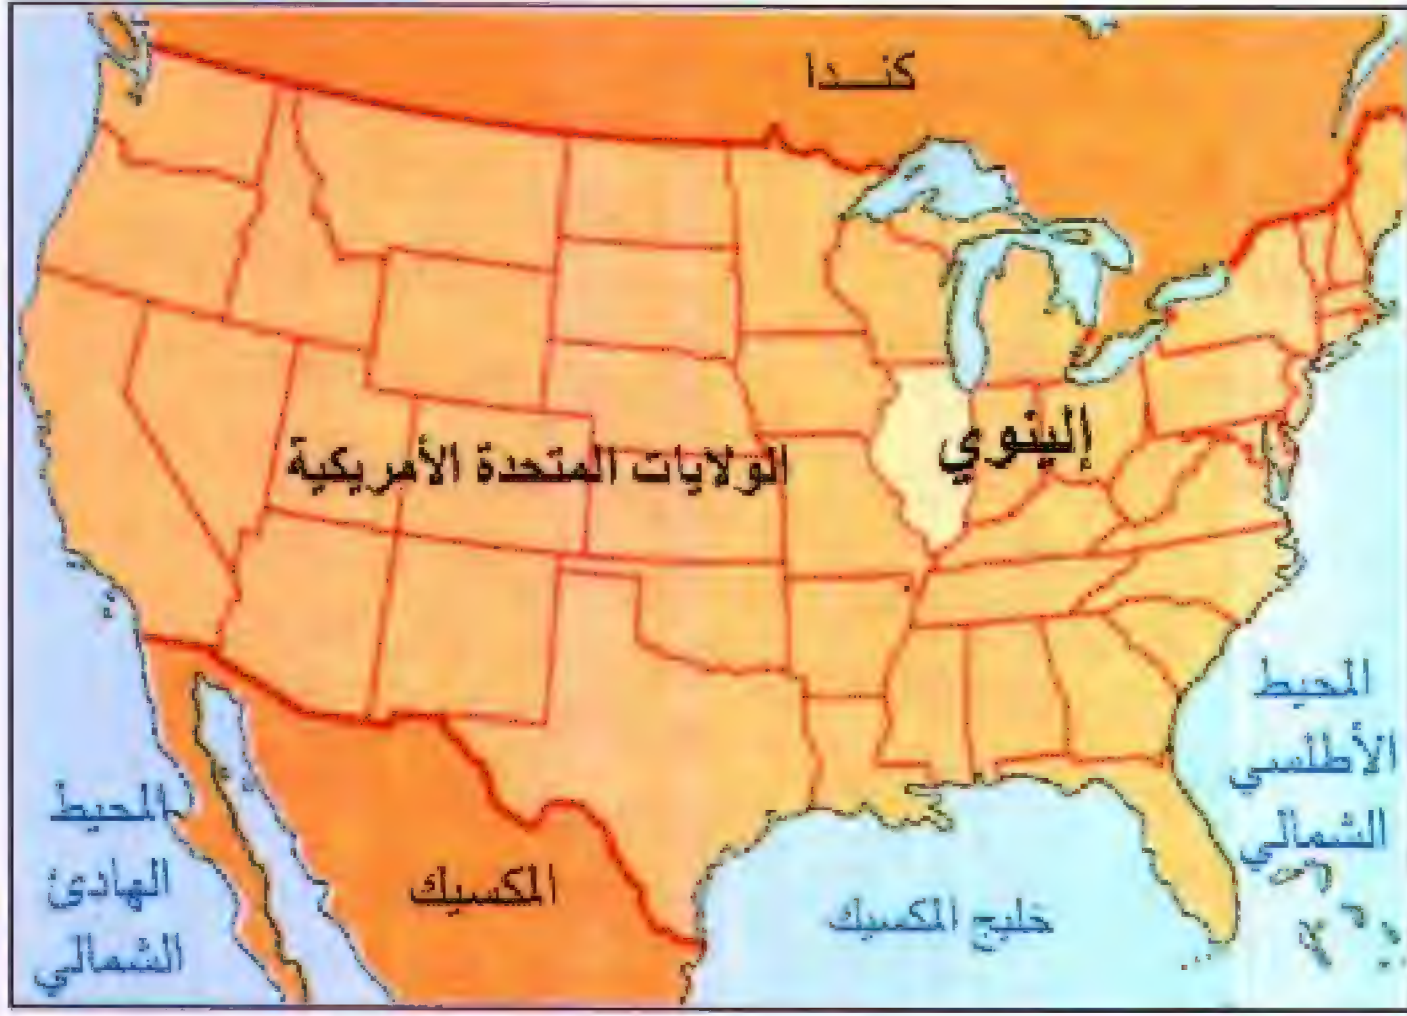 كنــدا
إلينوي
الولايات المتحدة الأمريكية
المحيط
الأطلسي
الشمالي
المحيط
الهادئ
الشمالي
المكسيك
خليج المكسيك